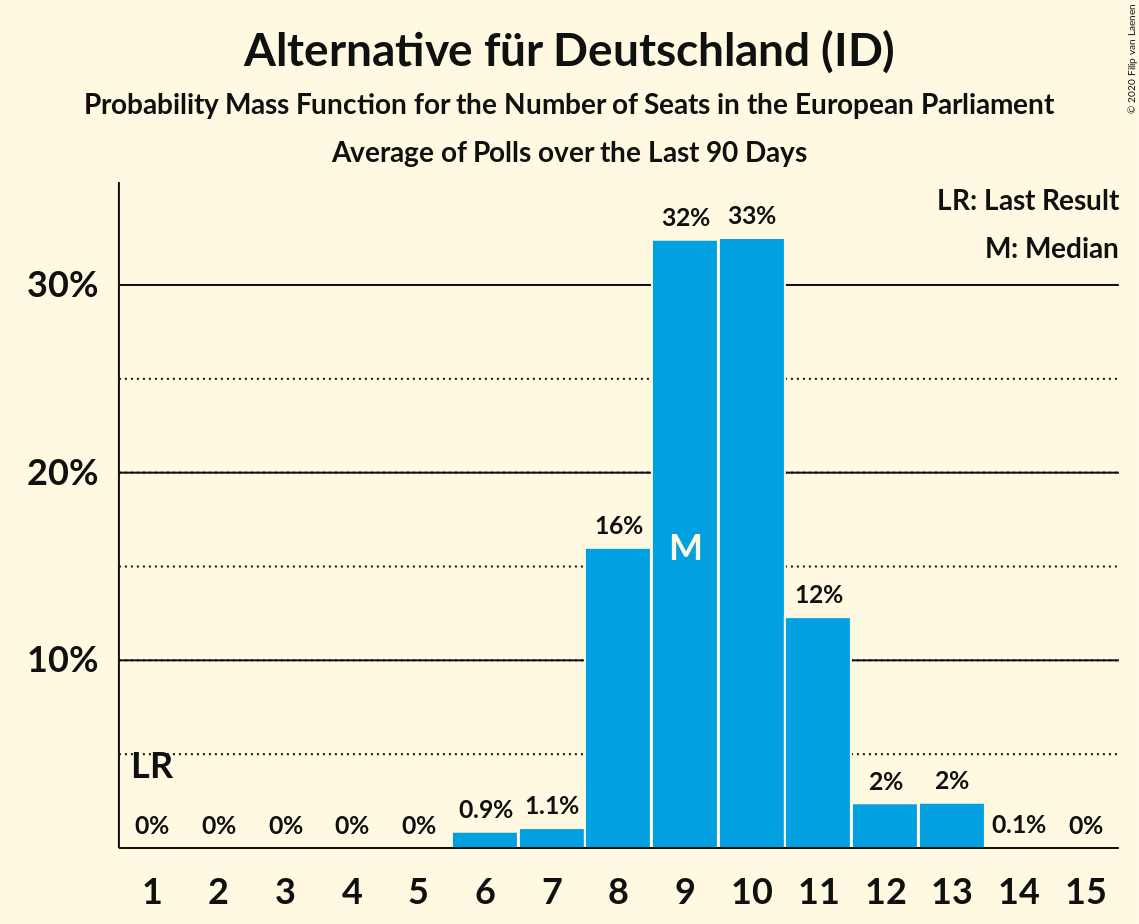 Alternative für Deutschland (ID)
Probability Mass Function for the Number of Seats in the European Parliament
Average of Polls over the Last 90 Days
© 2020 Filip van Laenen
LR: Last Result
M: Median
30%
20%
10%
32%
33%
16%
M
12%
LR
0%
0%
0%
0%
0%
0.9%
1.1%
2%
2%
0.1%
0%
1 2 3 4 5 6 7 8 9 10 11 12 13 14 15